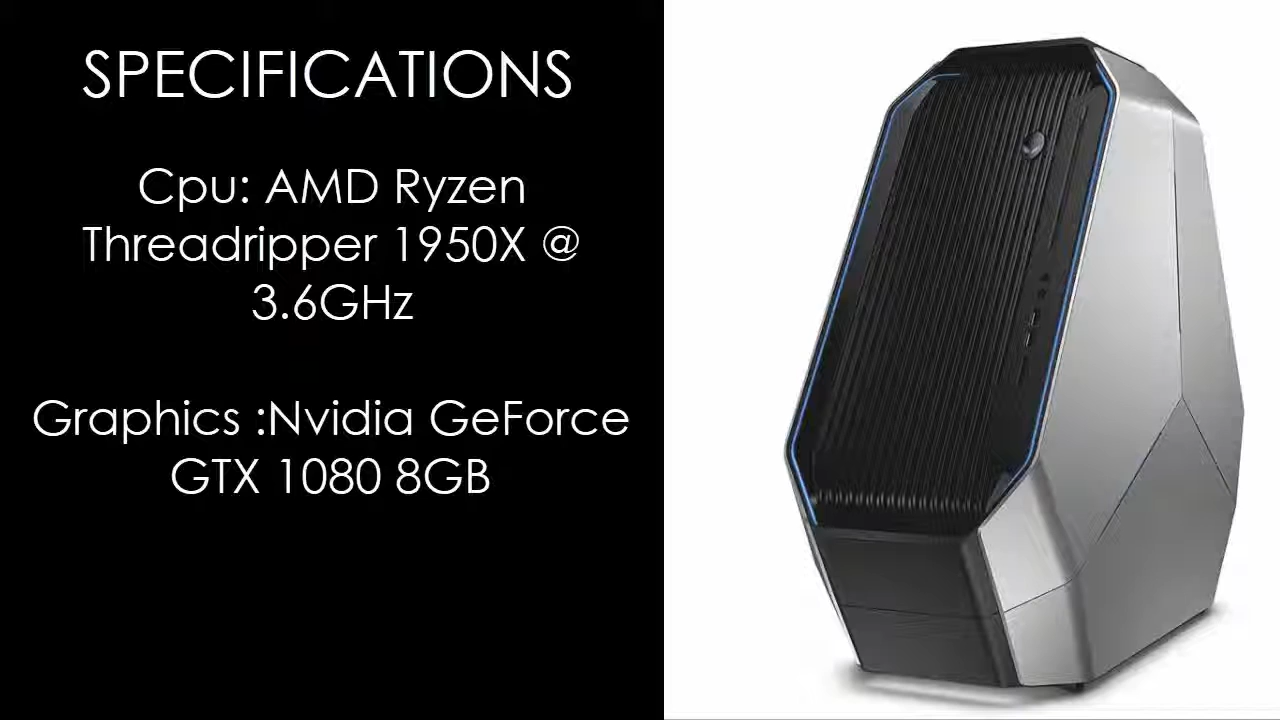 SPECIFICATIONS
Cpu: AMD Ryzen
Threadripper 1950X @
3.6GHz
Graphics :Nvidia GeForce
GTX 1080 8GB